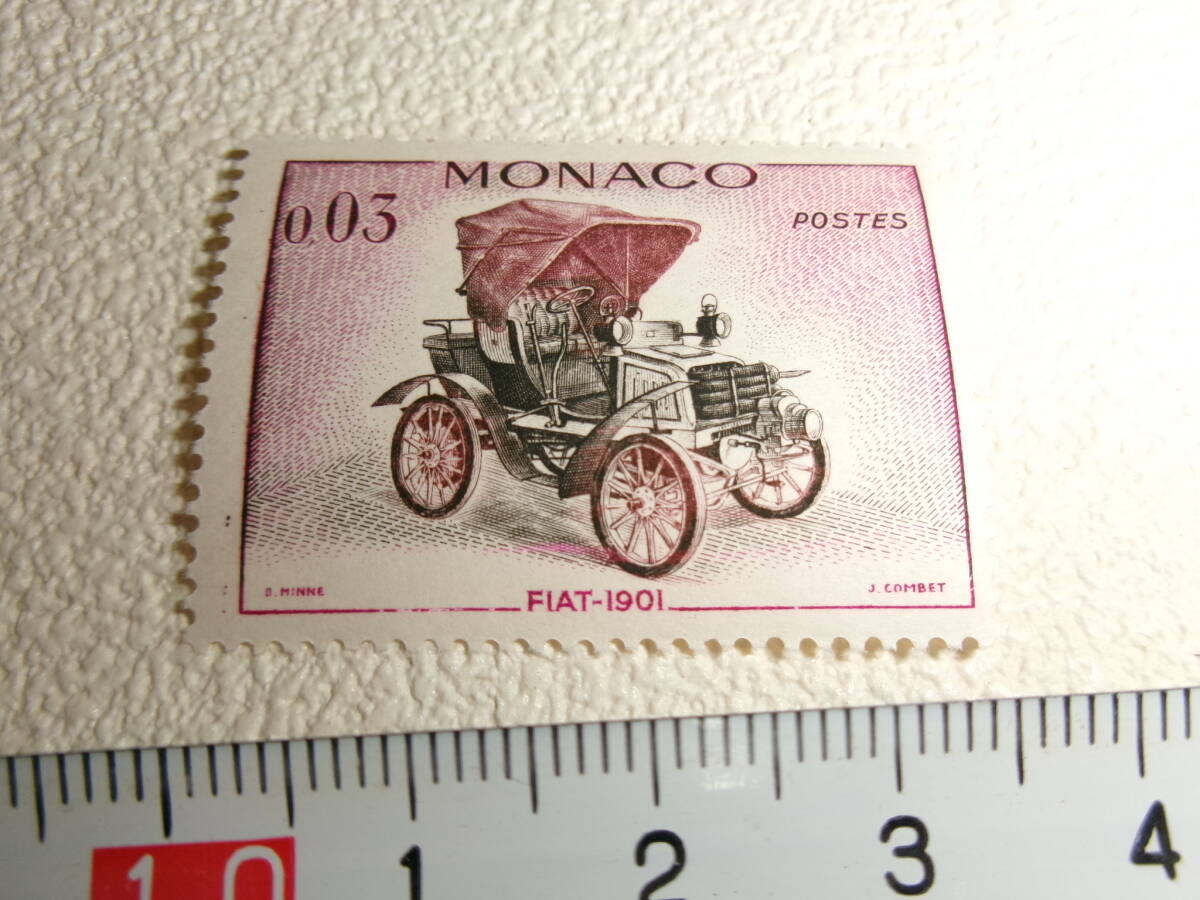 MONACO
0,03
POSTES
FIAT-1901
B. MINNE
J. COMBET
10 1 2 3 4